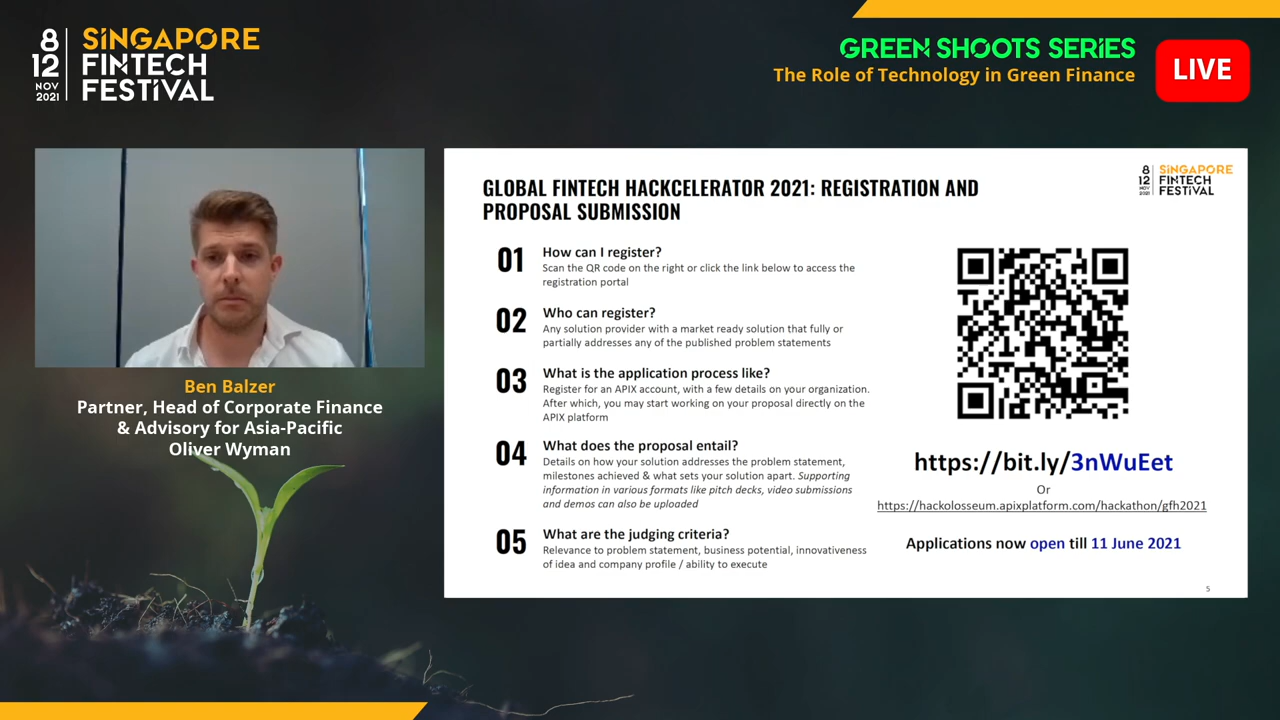 8
12
NOV
2021
SINGAPORE
FINTECH
FESTIVAL
GREEN SHOOTS SERIES
The Role of Technology in Green Finance
LIVE
Ben Balzer
Partner, Head of Corporate Finance
& Advisory for Asia-Pacific
Oliver Wyman
GLOBAL FINTECH HACKCELERATOR 2021: REGISTRATION AND
PROPOSAL SUBMISSION
8
12
NOV
2021
SINGAPORE
FINTECH
FESTIVAL
01
How can I register?
Scan the QR code on the right or click the link below to access the
registration portal
02
Who can register?
Any solution provider with a market ready solution that fully or
partially addresses any of the published problem statements
03
What is the application process like?
Register for an APIX account, with a few details on your organization.
After which, you may start working on your proposal directly on the
APIX platform
04
What does the proposal entail?
Details on how your solution addresses the problem statement,
milestones achieved & what sets your solution apart. Supporting
information in various formats like pitch decks, video submissions
and demos can also be uploaded
05
What are the judging criteria?
Relevance to problem statement, business potential, innovativeness
of idea and company profile / ability to execute
https://bit.ly/3nWuEet
Or
https://hackolosseum.apixplatform.com/hackathon/gfh2021
Applications now open till 11 June 2021
5